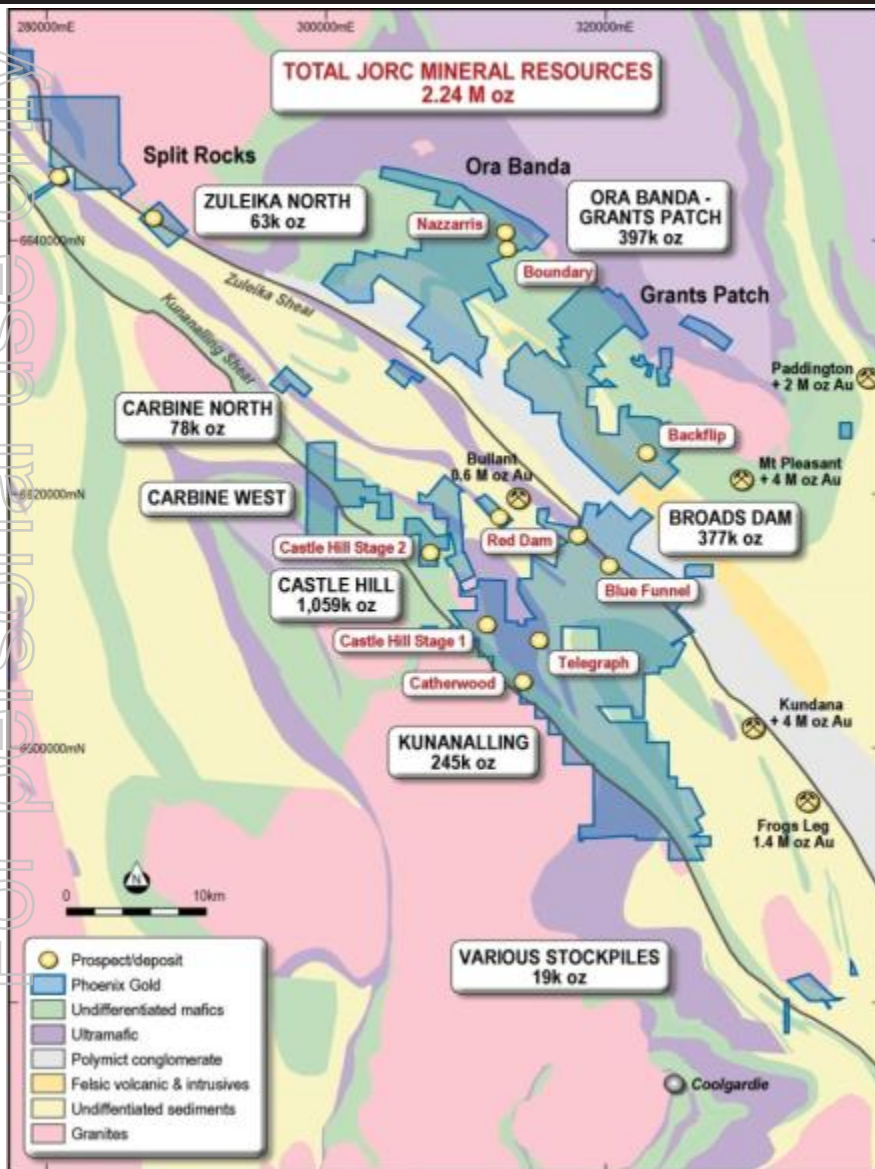 280000mE
300000mE
320000mE
TOTAL JORC MINERAL RESOURCES
2.24 M oz
Split Rocks
Ora Banda
ZULEIKA NORTH
63k oz
ORA BANDA -
GRANTS PATCH
397k oz
Nazzarris
6640000mN
Boundary
Zuleika Shear
Grants Patch
Kunanalling Shear
Paddington
+ 2 M oz Au
CARBINE NORTH
78k oz
Backflip
Bullant
0.6 M oz Au
Mt Pleasant
+ 4 M oz Au
CARBINE WEST
6620000mN
BROADS DAM
377k oz
Red Dam
Castle Hill Stage 2
CASTLE HILL
1,059k oz
Blue Funnel
Castle Hill Stage 1
Telegraph
Catherwood
Kundana
+ 4 M oz Au
KUNANALLING
245k oz
Frogs Leg
1.4 M oz Au
N
0
10km
VARIOUS STOCKPILES
19k oz
Prospect/deposit
Phoenix Gold
Undifferentiated mafics
Ultramafic
Polymict conglomerate
Felsic volcanic & intrusives
Undiffentiated sediments
Granites
Coolgardie
For personal use only